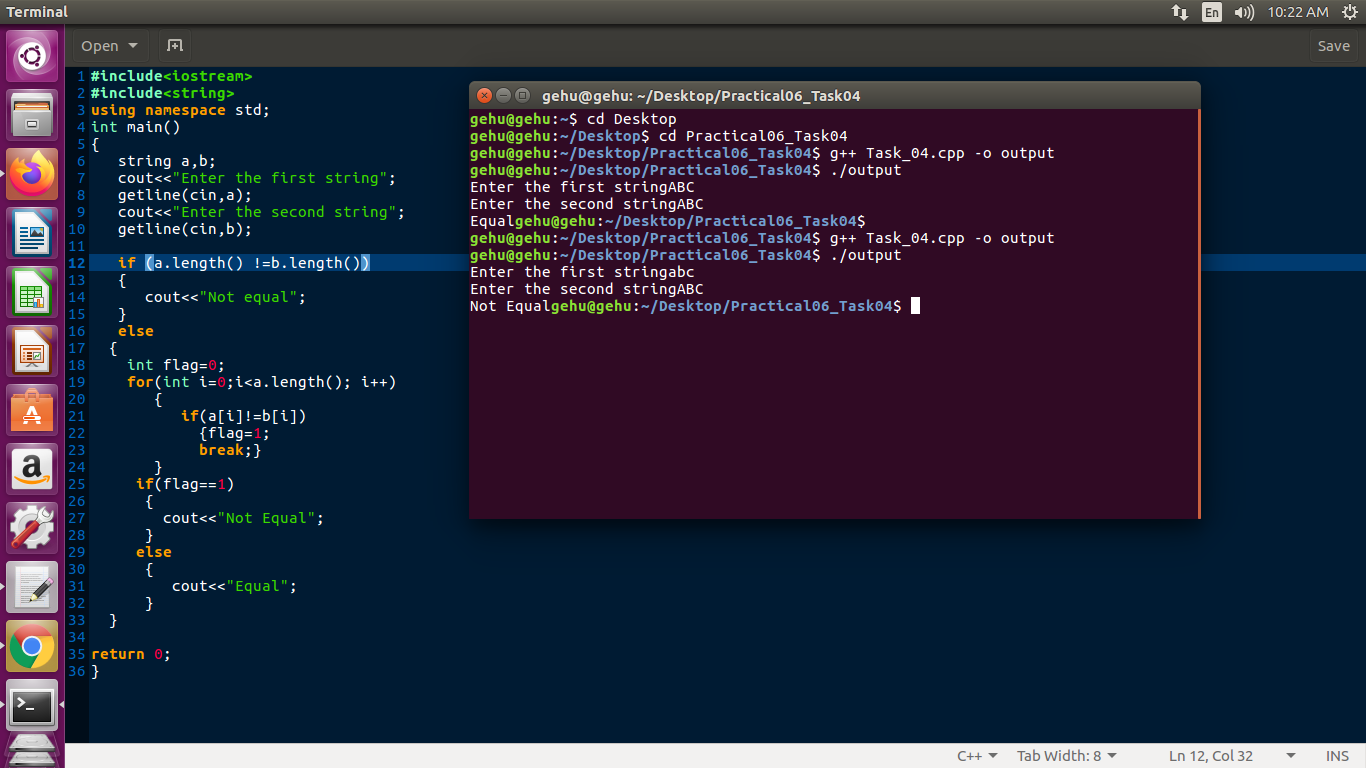 Terminal
En
10:22 AM
Open
Save
1 #include<iostream>
2 #include<string>
3 using namespace std;
4 int main()
5 {
6 string a,b;
7 cout<<"Enter the first string";
8 getline(cin,a);
9 cout<<"Enter the second string";
10 getline(cin,b);
11
12 if (a.length() !=b.length())
13 {
14 cout<<"Not equal";
15 }
16 else
17 {
18 int flag=0;
19 for(int i=0;i<a.length(); i++)
20 {
21 if(a[i]!=b[i])
22 {flag=1;
23 break;}
24 }
25 if(flag==1)
26 {
27 cout<<"Not Equal";
28 }
29 else
30 {
31 cout<<"Equal";
32 }
33 }
34
35 return 0;
36 }
gehu@gehu: ~/Desktop/Practical06_Task04
gehu@gehu:~$ cd Desktop
gehu@gehu:~/Desktop$ cd Practical06_Task04
gehu@gehu:~/Desktop/Practical06_Task04$ g++ Task_04.cpp -o output
gehu@gehu:~/Desktop/Practical06_Task04$ ./output
Enter the first stringABC
Enter the second stringABC
Equalgehu@gehu:~/Desktop/Practical06_Task04$
gehu@gehu:~/Desktop/Practical06_Task04$ g++ Task_04.cpp -o output
gehu@gehu:~/Desktop/Practical06_Task04$ ./output
Enter the first stringabc
Enter the second stringABC
Not Equalgehu@gehu:~/Desktop/Practical06_Task04$
C++
Tab Width: 8
Ln 12, Col 32
INS